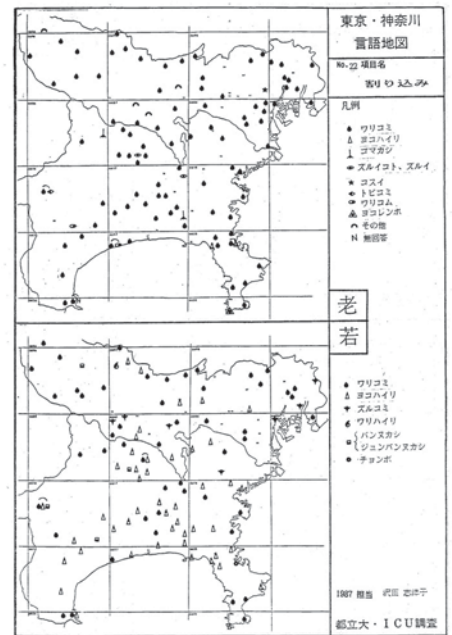 東京・神奈川
言語地図
No.22 項目名
割り込み
凡例
ワリコミ
ヨコハイリ
コマカシ
ズルイコト、ズルイ
コスイ
トビコミ
ワリコム
ヨコレンボ
その他
N 無回答
老
若
ワリコミ
ヨコハイリ
ズルコミ
ワリハイリ
バンヌカシ
ジュンバンヌカシ
チョンボ
1987 担当
都立大・ICU調査